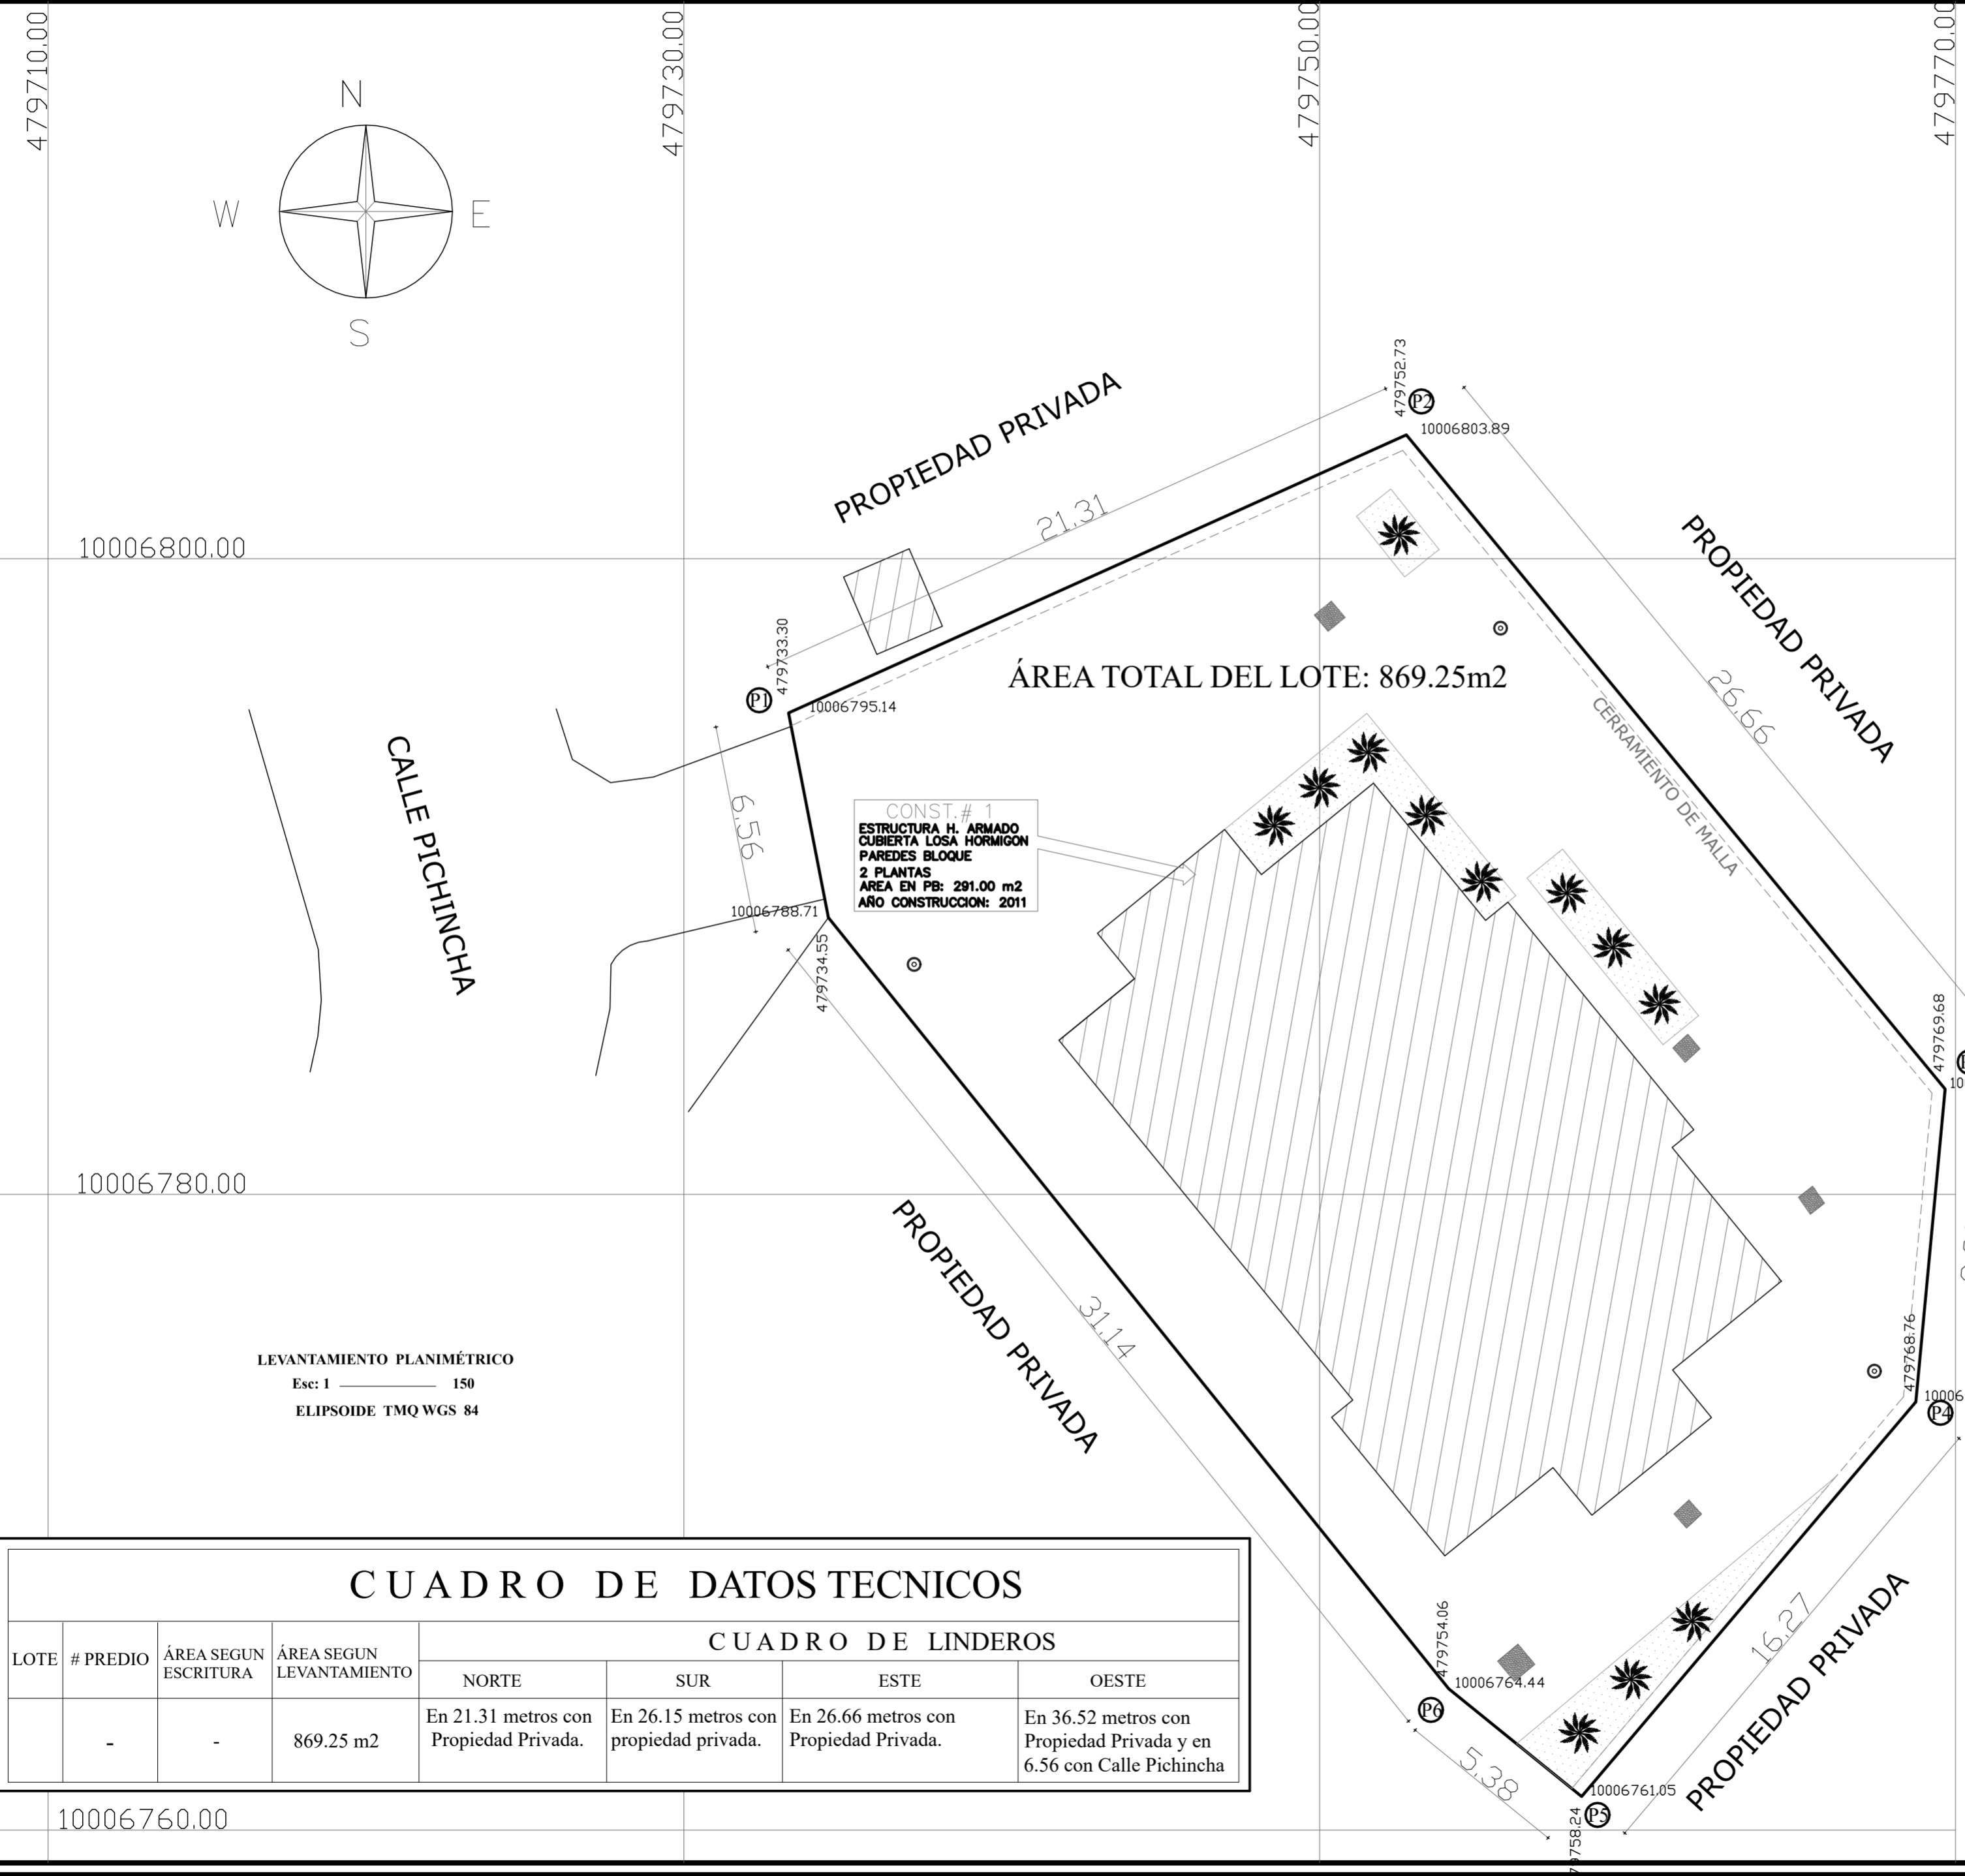 479710.00
479730.00
479750.00
479770.00
N
W
E
S
479752.73
P2
10006803.89
PROPIEDAD PRIVADA
21.31
10006800.00
PROPIEDAD PRIVADA
26.66
479733.30
P1
10006795.14
ÁREA TOTAL DEL LOTE: 869.25m2
CERRAMIENTO DE MALLA
CALLE PICHINCHA
6.56
CONST.# 1
ESTRUCTURA H. ARMADO
CUBIERTA LOSA HORMIGON
PAREDES BLOQUE
2 PLANTAS
AREA EN PB: 291.00 m2
AÑO CONSTRUCCION: 2011
10006788.71
479734.55
479769.68
10
10006780.00
PROPIEDAD PRIVADA
31.14
479768.76
10006
P4
LEVANTAMIENTO PLANIMÉTRICO
Esc: 1 150
ELIPSOIDE TMQ WGS 84
479754.06
10006764.44
P6
5.38
16.27
PROPIEDAD PRIVADA
10006761.05
P5
79758.24
CUADRO DE DATOS TECNICOS
LOTE
# PREDIO
ÁREA SEGUN
ESCRITURA
ÁREA SEGUN
LEVANTAMIENTO
CUADRO DE LINDEROS
NORTE
SUR
ESTE
OESTE
-
-
869.25 m2
En 21.31 metros con
Propiedad Privada.
En 26.15 metros con
propiedad privada.
En 26.66 metros con
Propiedad Privada.
En 36.52 metros con
Propiedad Privada y en
6.56 con Calle Pichincha
10006760.00